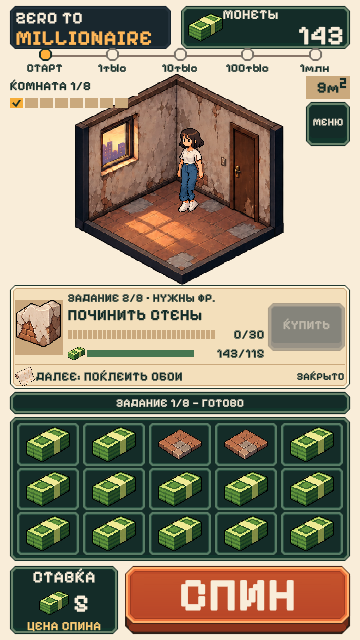 ZERO TO
MILLIONAIRE
МОНЕТЫ
143
СТАРТ
1тыс
10тыс
100тыс
1млн
КОМНАТА 1/8
9м²
МЕНЮ
ЗАДАНИЕ 2/8 · НУЖНЫ ФР.
ПОЧИНИТЬ СТЕНЫ
0/30
КУПИТЬ
143/115
ДАЛЕЕ: ПОКЛЕИТЬ ОБОИ
ЗАКРЫТО
ЗАДАНИЕ 1/8 – ГОТОВО
СТАВКА
5
ЦЕНА СПИНА
СПИН